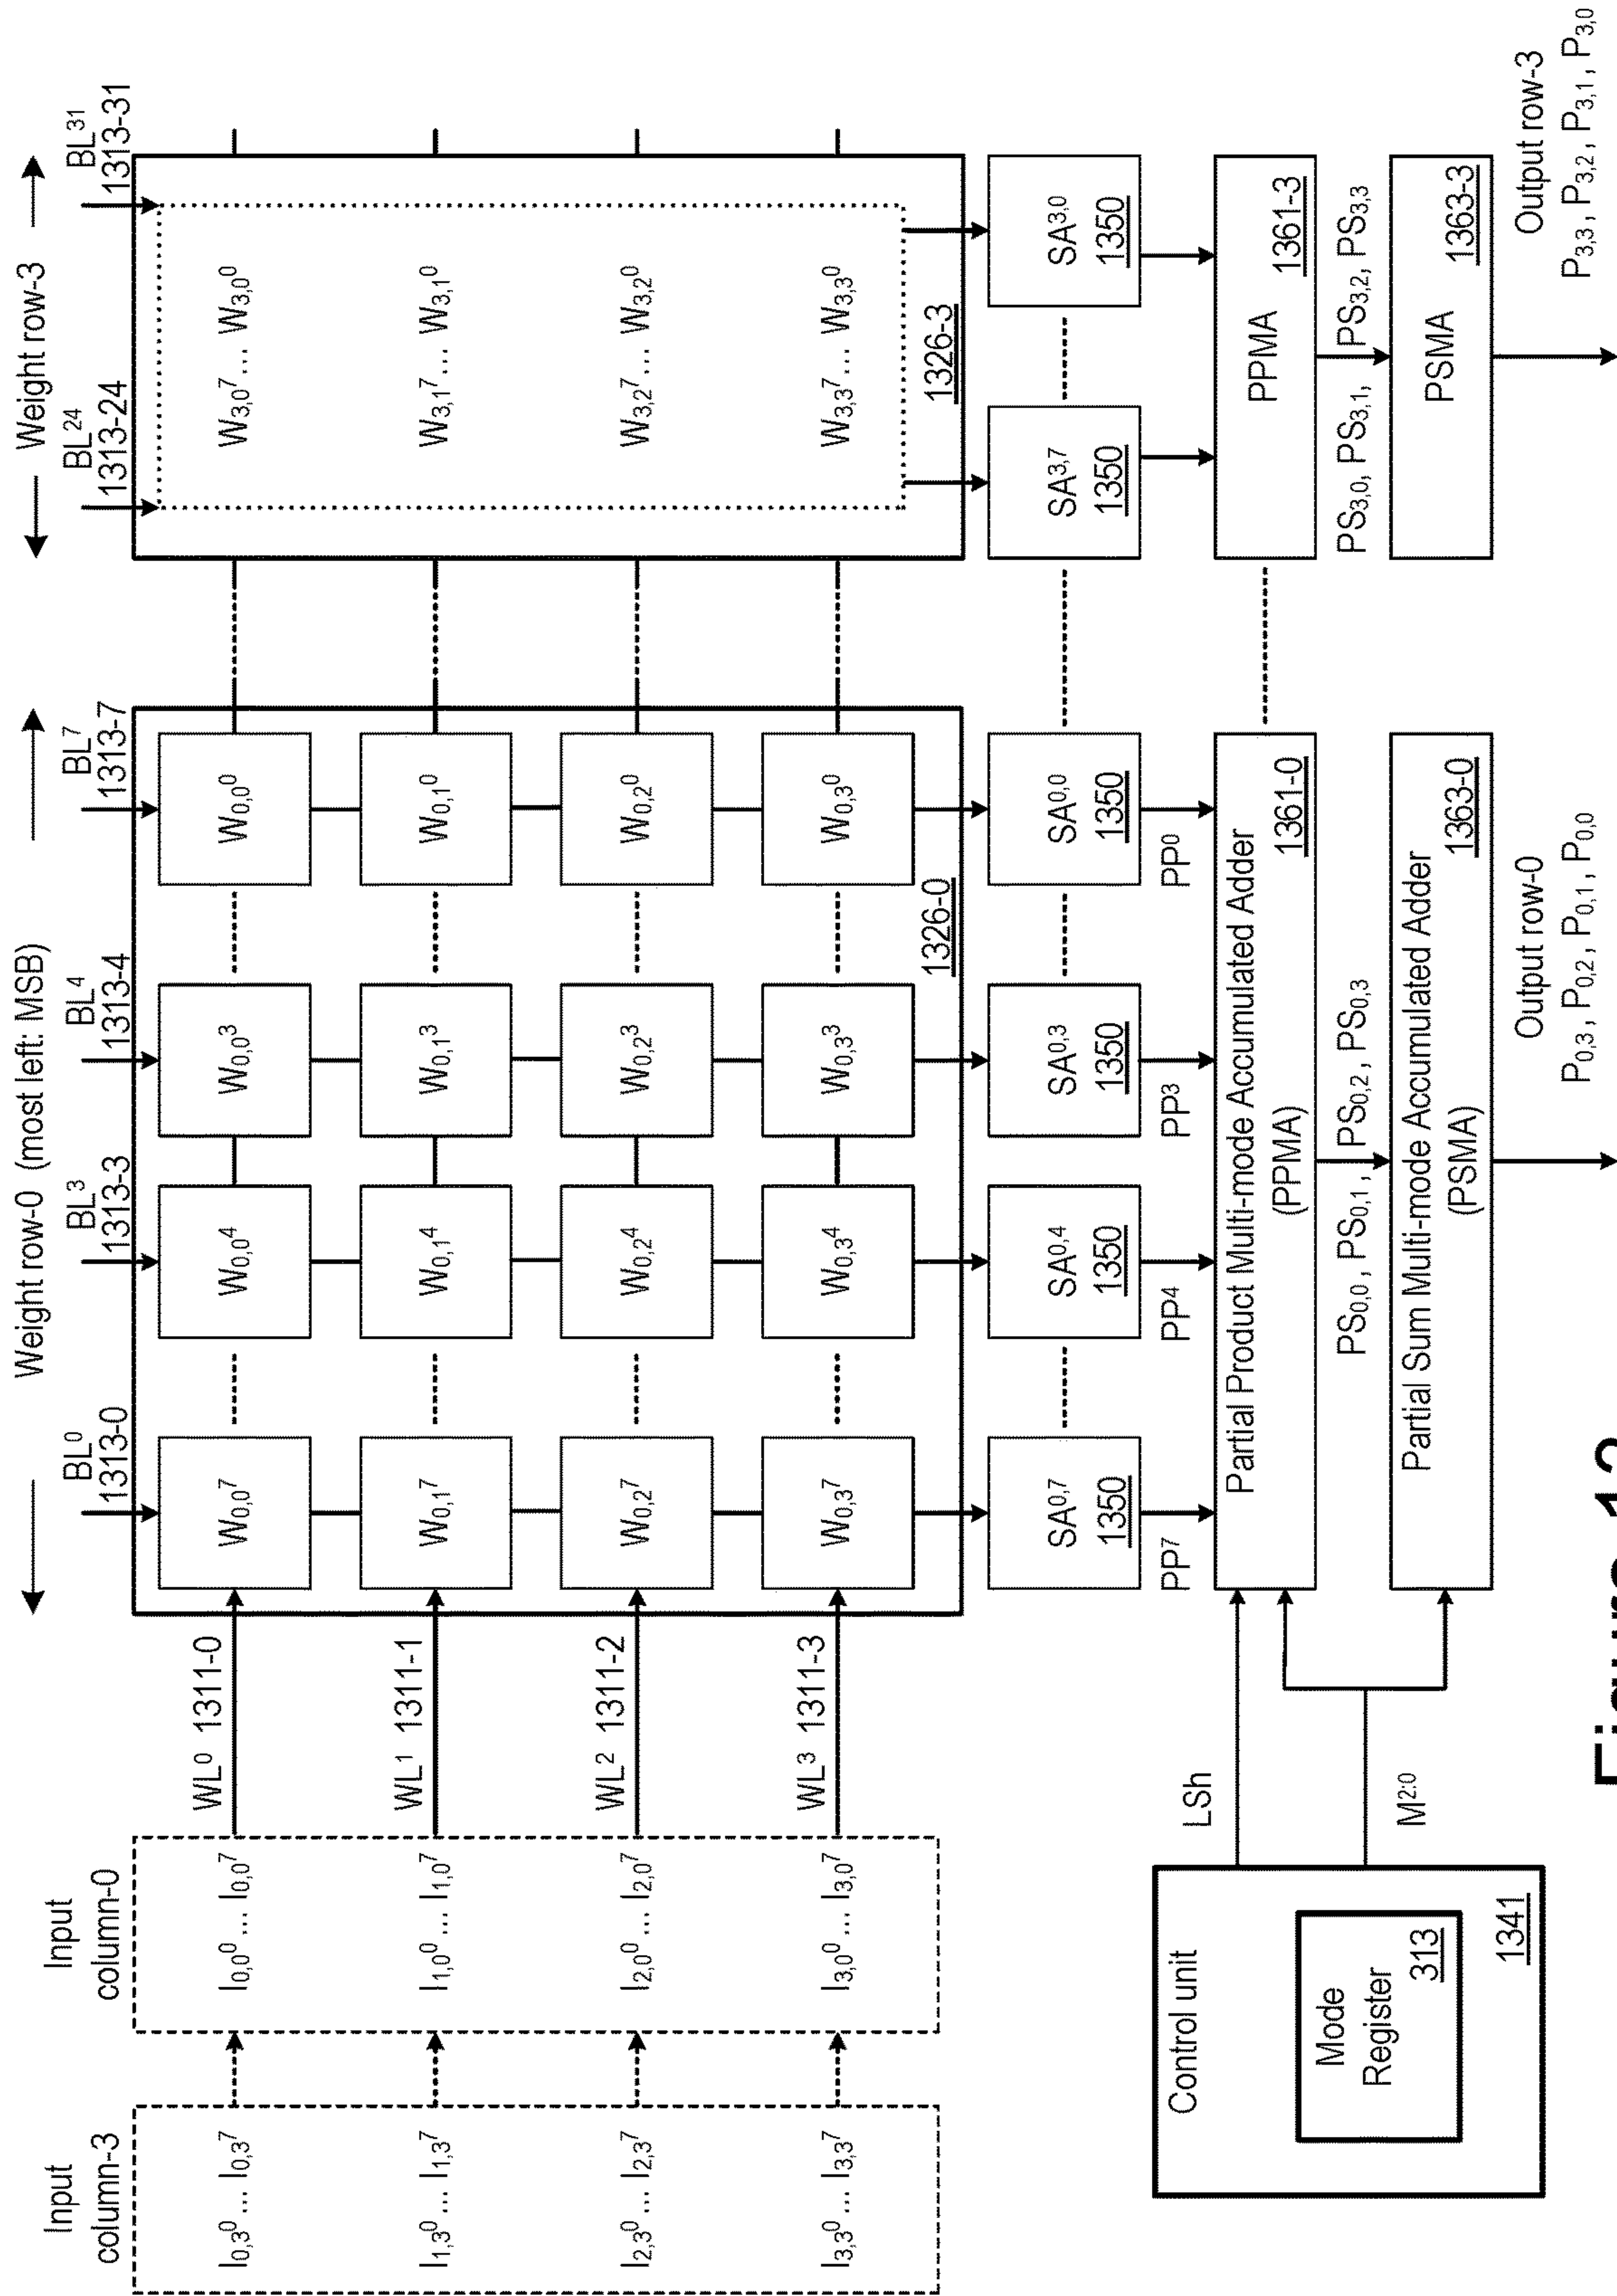 Weight row-0 (most left: MSB)
Weight row-3
BL⁰
1313-0
BL³
1313-3
BL⁴
1313-4
BL⁷
1313-7
BL²⁴
1313-24
BL³¹
1313-31
Input
column-3
Input
column-0
I₀,₃⁰ ... I₀,₃⁷
I₀,₀⁰ ... I₀,₀⁷
WL⁰ 1311-0
W₀,₀⁷
W₀,₀⁴
W₀,₀³
W₀,₀⁰
W₃,₀⁷ ... W₃,₀⁰
I₁,₃⁰ ... I₁,₃⁷
I₁,₀⁰ ... I₁,₀⁷
WL¹ 1311-1
W₀,₁⁷
W₀,₁⁴
W₀,₁³
W₀,₁⁰
W₃,₁⁷ ... W₃,₁⁰
I₂,₃⁰ ... I₂,₃⁷
I₂,₀⁰ ... I₂,₀⁷
WL² 1311-2
W₀,₂⁷
W₀,₂⁴
W₀,₂³
W₀,₂⁰
W₃,₂⁷ ... W₃,₂⁰
I₃,₃⁰ ... I₃,₃⁷
I₃,₀⁰ ... I₃,₀⁷
WL³ 1311-3
W₀,₃⁷
W₀,₃⁴
W₀,₃³
W₀,₃⁰
W₃,₃⁷ ... W₃,₃⁰
1326-0
1326-3
SA⁰,⁷
1350
SA⁰,⁴
1350
SA⁰,³
1350
SA⁰,⁰
1350
SA³,⁷
1350
SA³,⁰
1350
PP⁷
PP⁴
PP³
PP⁰
Control unit
Mode
Register
313
1341
LSh
M²:⁰
Partial Product Multi-mode Accumulated Adder
(PPMA)
1361-0
PPMA
1361-3
PS₀,₀ , PS₀,₁ , PS₀,₂ , PS₀,₃
PS₃,₀, PS₃,₁, PS₃,₂, PS₃,₃
Partial Sum Multi-mode Accumulated Adder
(PSMA)
1363-0
PSMA
1363-3
Output row-0
P₀,₃ , P₀,₂ , P₀,₁ , P₀,₀
Output row-3
P₃,₃ , P₃,₂ , P₃,₁ , P₃,₀
Figure